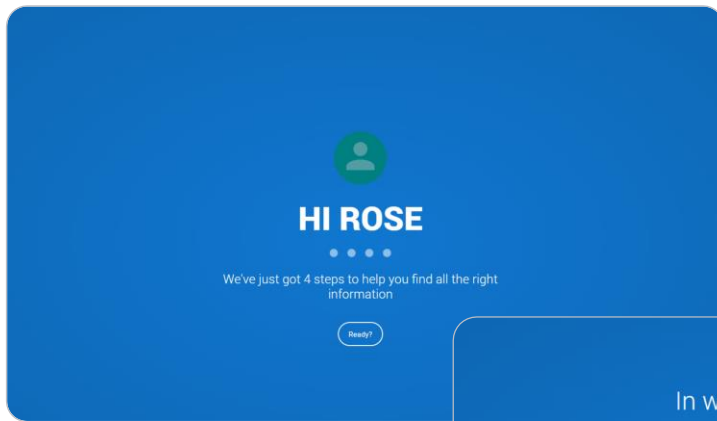 HI ROSE
We've just got 4 steps to help you find all the right
information
Ready?
In